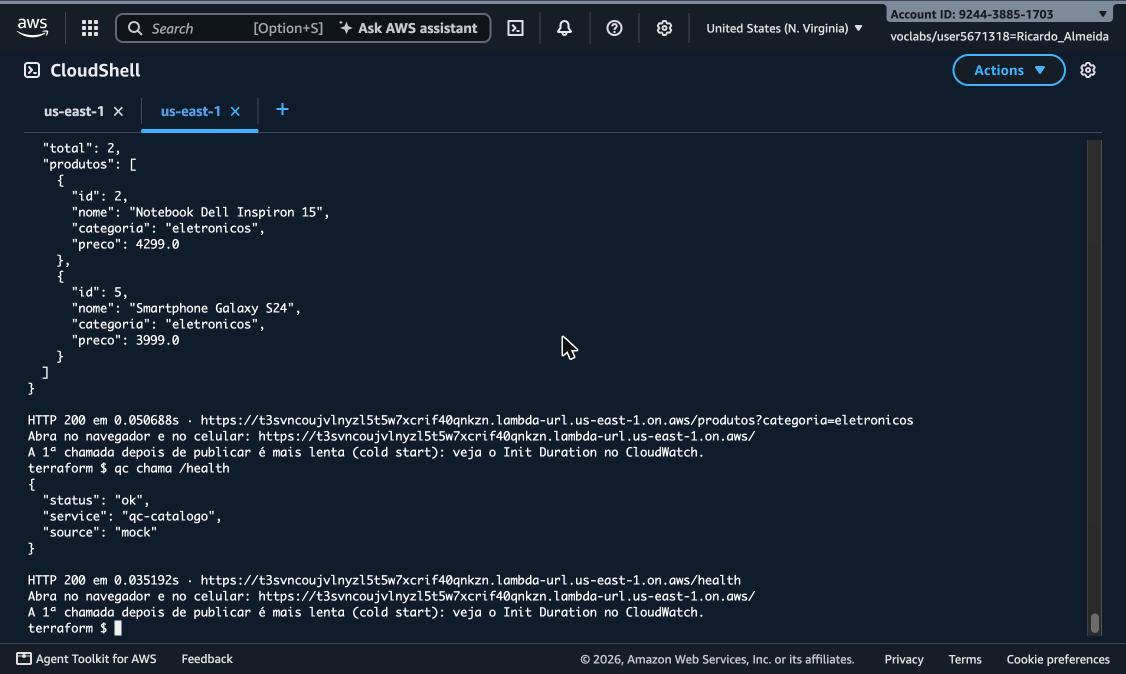 aws
Search [Option+S] Ask AWS assistant
United States (N. Virginia) ▼
Account ID: 9244-3885-1703 ▼
voclabs/user5671318=Ricardo_Almeida
CloudShell
Actions ▼
us-east-1 ✕ us-east-1 ✕ +
"total": 2,
"produtos": [
{
"id": 2,
"nome": "Notebook Dell Inspiron 15",
"categoria": "eletronicos",
"preco": 4299.0
},
{
"id": 5,
"nome": "Smartphone Galaxy S24",
"categoria": "eletronicos",
"preco": 3999.0
}
]
}
HTTP 200 em 0.050688s · https://t3svncoujvlnyzl5t5w7xcrif40qnkzn.lambda-url.us-east-1.on.aws/produtos?categoria=eletronicos
Abra no navegador e no celular: https://t3svncoujvlnyzl5t5w7xcrif40qnkzn.lambda-url.us-east-1.on.aws/
A 1ª chamada depois de publicar é mais lenta (cold start): veja o Init Duration no CloudWatch.
terraform $ qc chama /health
{
"status": "ok",
"service": "qc-catalogo",
"source": "mock"
}
HTTP 200 em 0.035192s · https://t3svncoujvlnyzl5t5w7xcrif40qnkzn.lambda-url.us-east-1.on.aws/health
Abra no navegador e no celular: https://t3svncoujvlnyzl5t5w7xcrif40qnkzn.lambda-url.us-east-1.on.aws/
A 1ª chamada depois de publicar é mais lenta (cold start): veja o Init Duration no CloudWatch.
terraform $
Agent Toolkit for AWS Feedback © 2026, Amazon Web Services, Inc. or its affiliates. Privacy Terms Cookie preferences